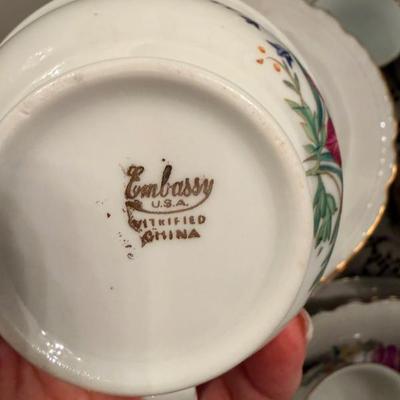 Embassy
U.S.A.
VITRIFIED
CHINA